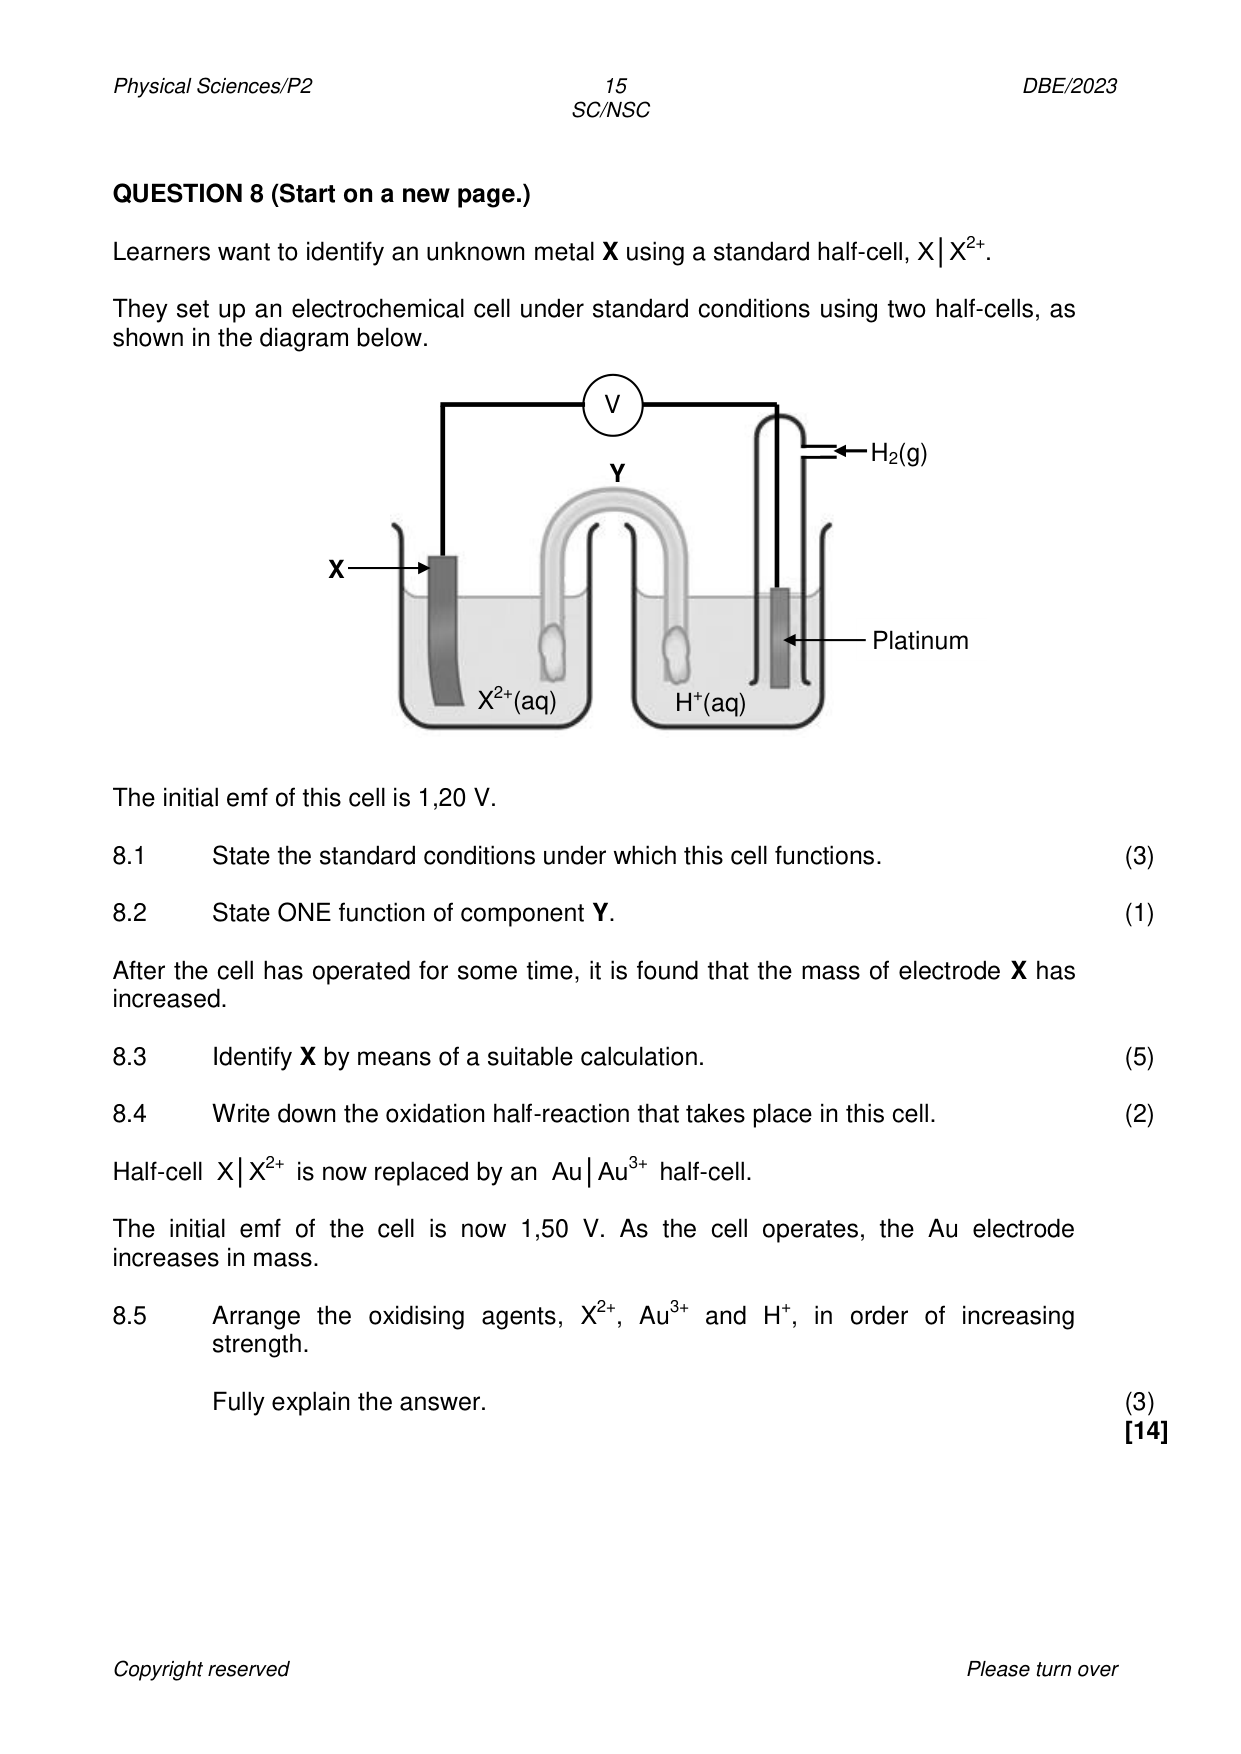 Physical Sciences/P2 15 DBE/2023
SC/NSC
QUESTION 8 (Start on a new page.)
Learners want to identify an unknown metal X using a standard half-cell, X│X²⁺.
They set up an electrochemical cell under standard conditions using two half-cells, as
shown in the diagram below.
V
H₂(g)
Y
X
Platinum
X²⁺(aq)
H⁺(aq)
The initial emf of this cell is 1,20 V.
8.1 State the standard conditions under which this cell functions. (3)
8.2 State ONE function of component Y. (1)
After the cell has operated for some time, it is found that the mass of electrode X has
increased.
8.3 Identify X by means of a suitable calculation. (5)
8.4 Write down the oxidation half-reaction that takes place in this cell. (2)
Half-cell X│X²⁺ is now replaced by an Au│Au³⁺ half-cell.
The initial emf of the cell is now 1,50 V. As the cell operates, the Au electrode
increases in mass.
8.5 Arrange the oxidising agents, X²⁺, Au³⁺ and H⁺, in order of increasing
strength.
Fully explain the answer. (3)
[14]
Copyright reserved Please turn over